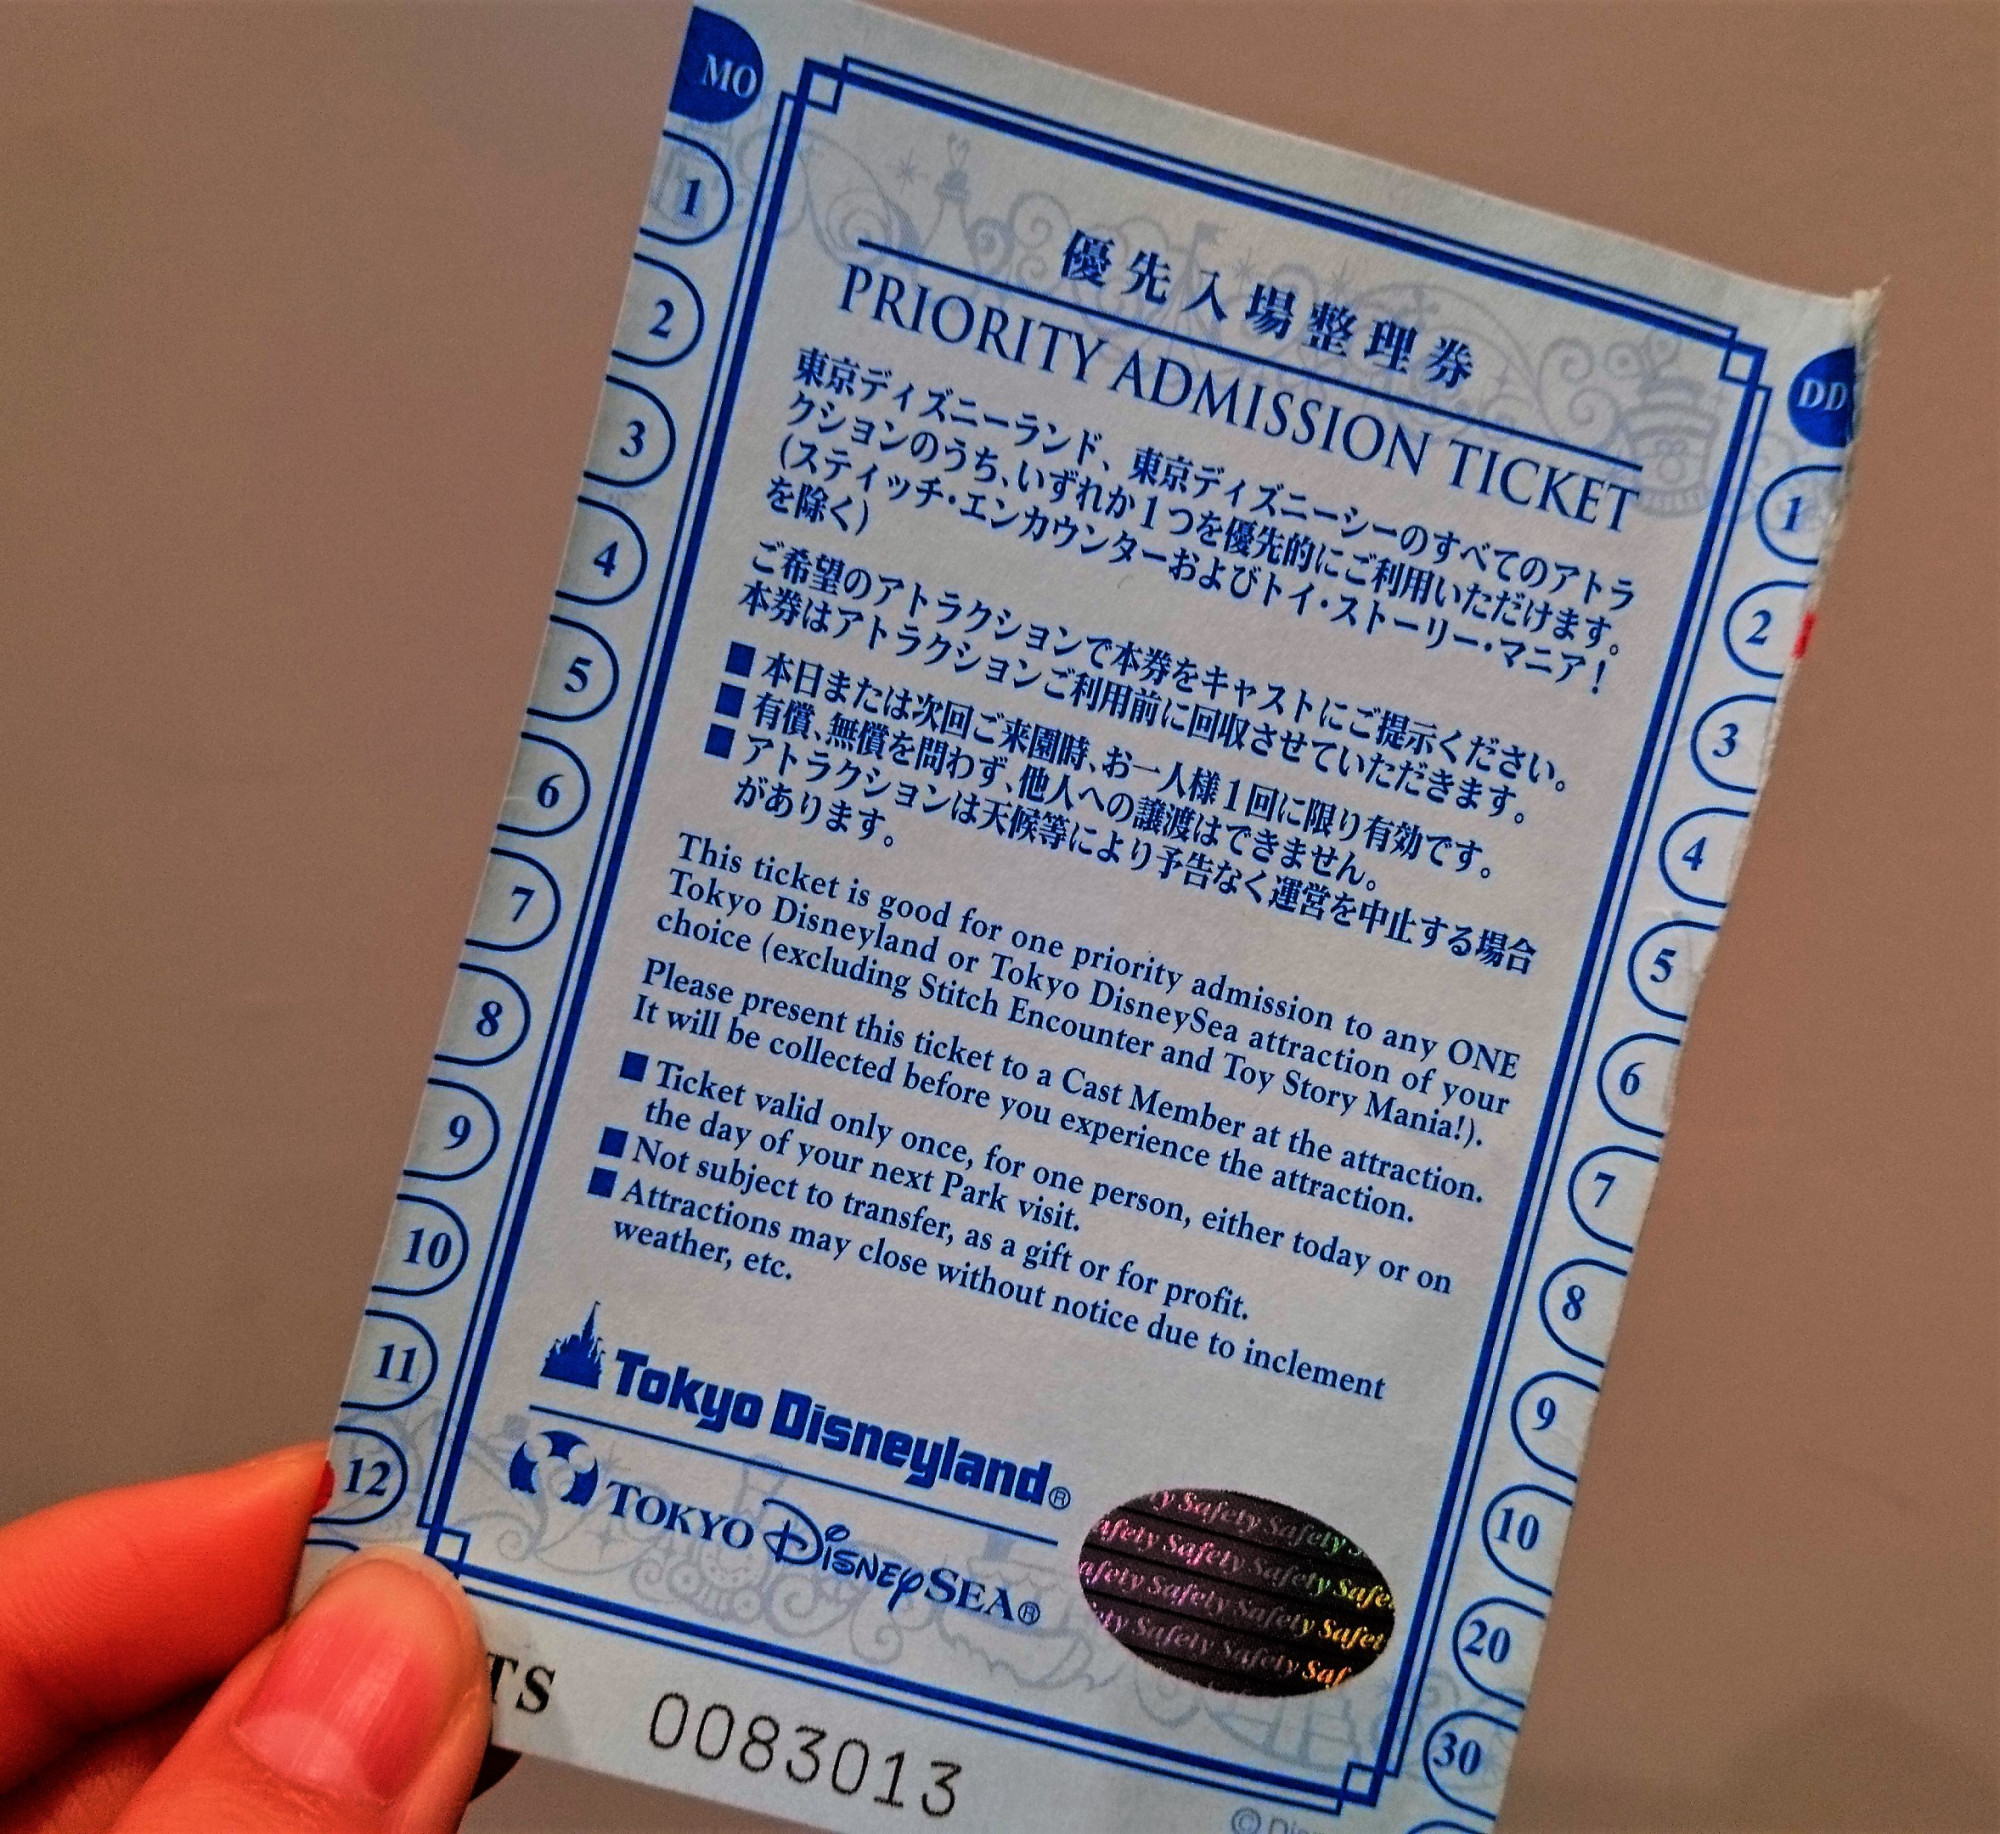 MO
1
2
3
4
5
6
7
8
9
10
11
12
優先入場整理券
PRIORITY ADMISSION TICKET
東京ディズニーランド、東京ディズニーシーのすべてのアトラ
クションのうち、いずれか1つを優先的にご利用いただけます。
(スティッチ・エンカウンターおよびトイ・ストーリー・マニア!
を除く)
ご希望のアトラクションで本券をキャストにご提示ください。
本券はアトラクションご利用前に回収させていただきます。
■ 本日または次回ご来園時、お一人様1回に限り有効です。
■ 有償、無償を問わず、他人への譲渡はできません。
■ アトラクションは天候等により予告なく運営を中止する場合
があります。
This ticket is good for one priority admission to any ONE
Tokyo Disneyland or Tokyo DisneySea attraction of your
choice (excluding Stitch Encounter and Toy Story Mania!).
Please present this ticket to a Cast Member at the attraction.
It will be collected before you experience the attraction.
■ Ticket valid only once, for one person, either today or on
the day of your next Park visit.
■ Not subject to transfer, as a gift or for profit.
■ Attractions may close without notice due to inclement
weather, etc.
Tokyo Disneyland®
TOKYO DISNEYSEA®
ty Safety Safety S
afety Safety Safety Safe
afety Safety Safety Safet
ty Safety Safety Saf
TS 0083013
© Dis
DD
1
2
3
4
5
6
7
8
9
10
20
30